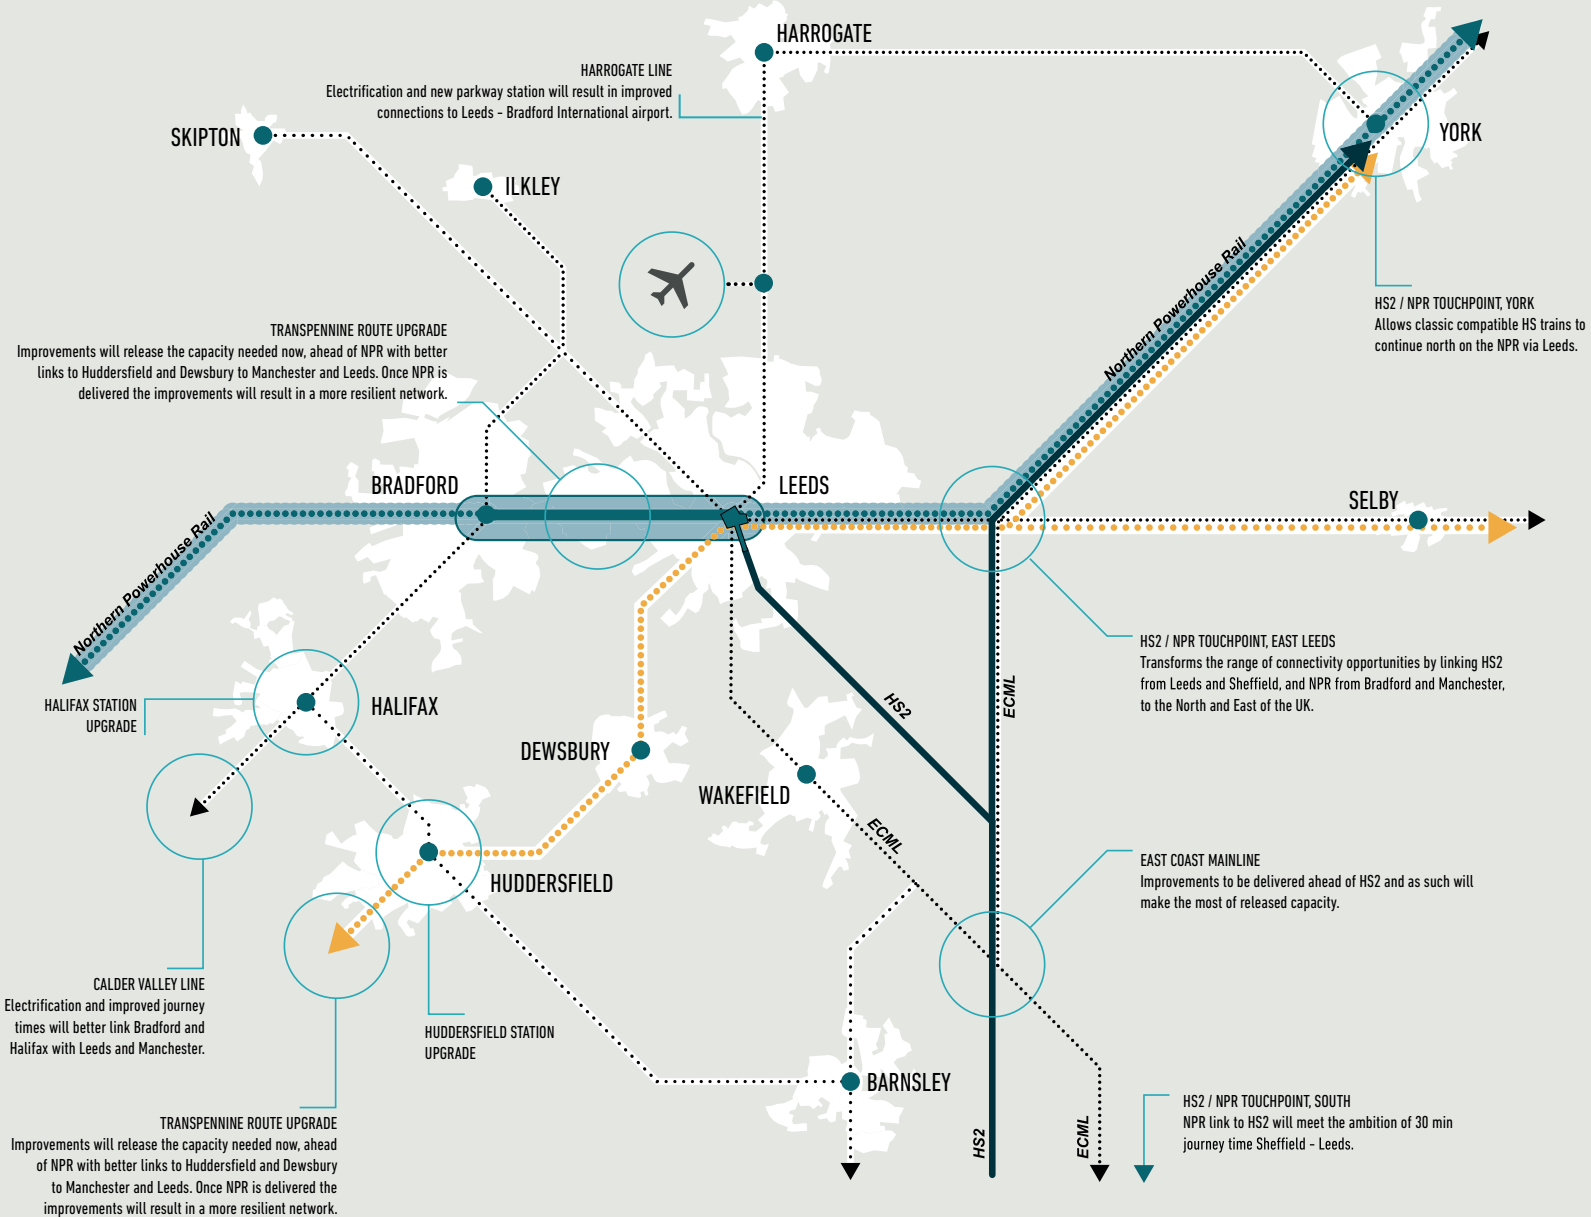 HARROGATE
HARROGATE LINE
Electrification and new parkway station will result in improved
connections to Leeds - Bradford International airport.
SKIPTON
YORK
ILKLEY
Northern Powerhouse Rail
HS2 / NPR TOUCHPOINT, YORK
Allows classic compatible HS trains to
continue north on the NPR via Leeds.
TRANSPENNINE ROUTE UPGRADE
Improvements will release the capacity needed now, ahead of NPR with better
links to Huddersfield and Dewsbury to Manchester and Leeds. Once NPR is
delivered the improvements will result in a more resilient network.
BRADFORD
LEEDS
SELBY
Northern Powerhouse Rail
HS2 / NPR TOUCHPOINT, EAST LEEDS
Transforms the range of connectivity opportunities by linking HS2
from Leeds and Sheffield, and NPR from Bradford and Manchester,
to the North and East of the UK.
HALIFAX STATION
UPGRADE
HALIFAX
HS2
ECML
DEWSBURY
WAKEFIELD
ECML
EAST COAST MAINLINE
Improvements to be delivered ahead of HS2 and as such will
make the most of released capacity.
HUDDERSFIELD
CALDER VALLEY LINE
Electrification and improved journey
times will better link Bradford and
Halifax with Leeds and Manchester.
HUDDERSFIELD STATION
UPGRADE
BARNSLEY
HS2
ECML
HS2 / NPR TOUCHPOINT, SOUTH
NPR link to HS2 will meet the ambition of 30 min
journey time Sheffield - Leeds.
TRANSPENNINE ROUTE UPGRADE
Improvements will release the capacity needed now, ahead
of NPR with better links to Huddersfield and Dewsbury
to Manchester and Leeds. Once NPR is delivered the
improvements will result in a more resilient network.